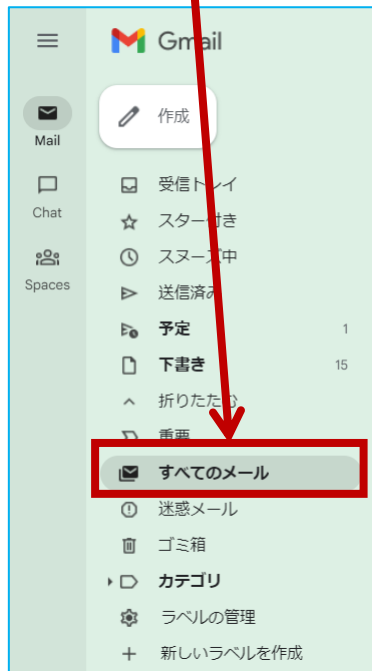 Gmail
作成
Mail
受信トレイ
Chat
スター付き
スヌーズ中
Spaces
送信済み
予定 1
下書き 15
折りたたむ
重要
すべてのメール
迷惑メール
ゴミ箱
カテゴリ
ラベルの管理
新しいラベルを作成